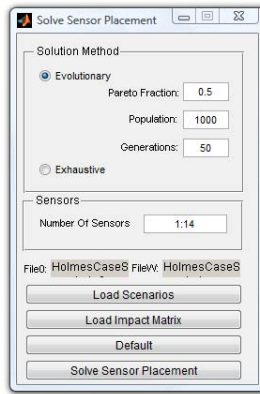 Solve Sensor Placement
Solution Method
Evolutionary
Pareto Fraction: 0.5
Population: 1000
Generations: 50
Exhaustive
Sensors
Number Of Sensors 1:14
File0: HolmesCaseS FileW: HolmesCaseS
Load Scenarios
Load Impact Matrix
Default
Solve Sensor Placement